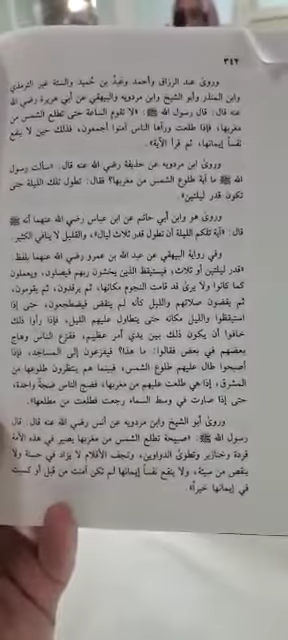 ٣٤٢
وروى عبد الرزاق وأحمد وعبدُ بن حُميد والستة غير الترمذي
وابن المنذر وأبو الشيخ وابن مردويه والبيهقي عن أبي هريرة رضي الله
عنه قال: قال رسول الله ﷺ: «لا تقوم الساعة حتى تطلع الشمس من
مغربها، فإذا طلعت ورآها الناس آمنوا أجمعون، فذلك حين لا ينفع
نفساً إيمانها، ثم قرأ الآية».
وروى ابن مردويه عن حذيفة رضي الله عنه قال: «سألت رسول
الله ﷺ ما آية طلوع الشمس من مغربها؟ فقال: تطول تلك الليلة حتى
تكون قدر ليلتين».
وروى هو وابن أبي حاتم عن ابن عباس رضي الله عنهما أنه ﷺ
قال: «آية تلكم الليلة أن تطول قدر ثلاث ليال»، والقليل لا ينافي الكثير.
وفي رواية البيهقي عن عبد الله بن عمرو رضي الله عنهما بلفظ:
«قدر ليلتين أو ثلاث، فيستيقظ الذين يخشون ربهم فيصلون، ويعملون
كما كانوا ولا يرى قد قامت النجوم مكانها، ثم يرقدون، ثم يقومون،
ثم يقضون صلاتهم والليل كأنه لم ينقض فيضطجعون، حتى إذا
استيقظوا والليل مكانه حتى يتطاول عليهم الليل، فإذا رأوا ذلك
خافوا أن يكون ذلك بين يدي أمر عظيم، ففزع الناس وهاج
بعضهم في بعض فقالوا: ما هذا؟ فيفزعون إلى المساجد، فإذا
أصبحوا طال عليهم طلوع الشمس، فبينما هم ينتظرون طلوعها من
المشرق، إذا هي طلعت عليهم من مغربها، فضج الناس ضجة واحدة،
حتى إذا صارت في وسط السماء رجعت فطلعت من مطلعها».
وروى أبو الشيخ وابن مردويه عن أنس رضي الله عنه قال: قال
رسول الله ﷺ: «صبيحة تطلع الشمس من مغربها يصير في هذه الأمة
قردة وخنازير وتطوى الدواوين، وتجف الأقلام لا يزاد في حسنة ولا
ينقص من سيئة، ولا ينفع نفساً إيمانها لم تكن آمنت من قبل أو كسبت
في إيمانها خيراً»